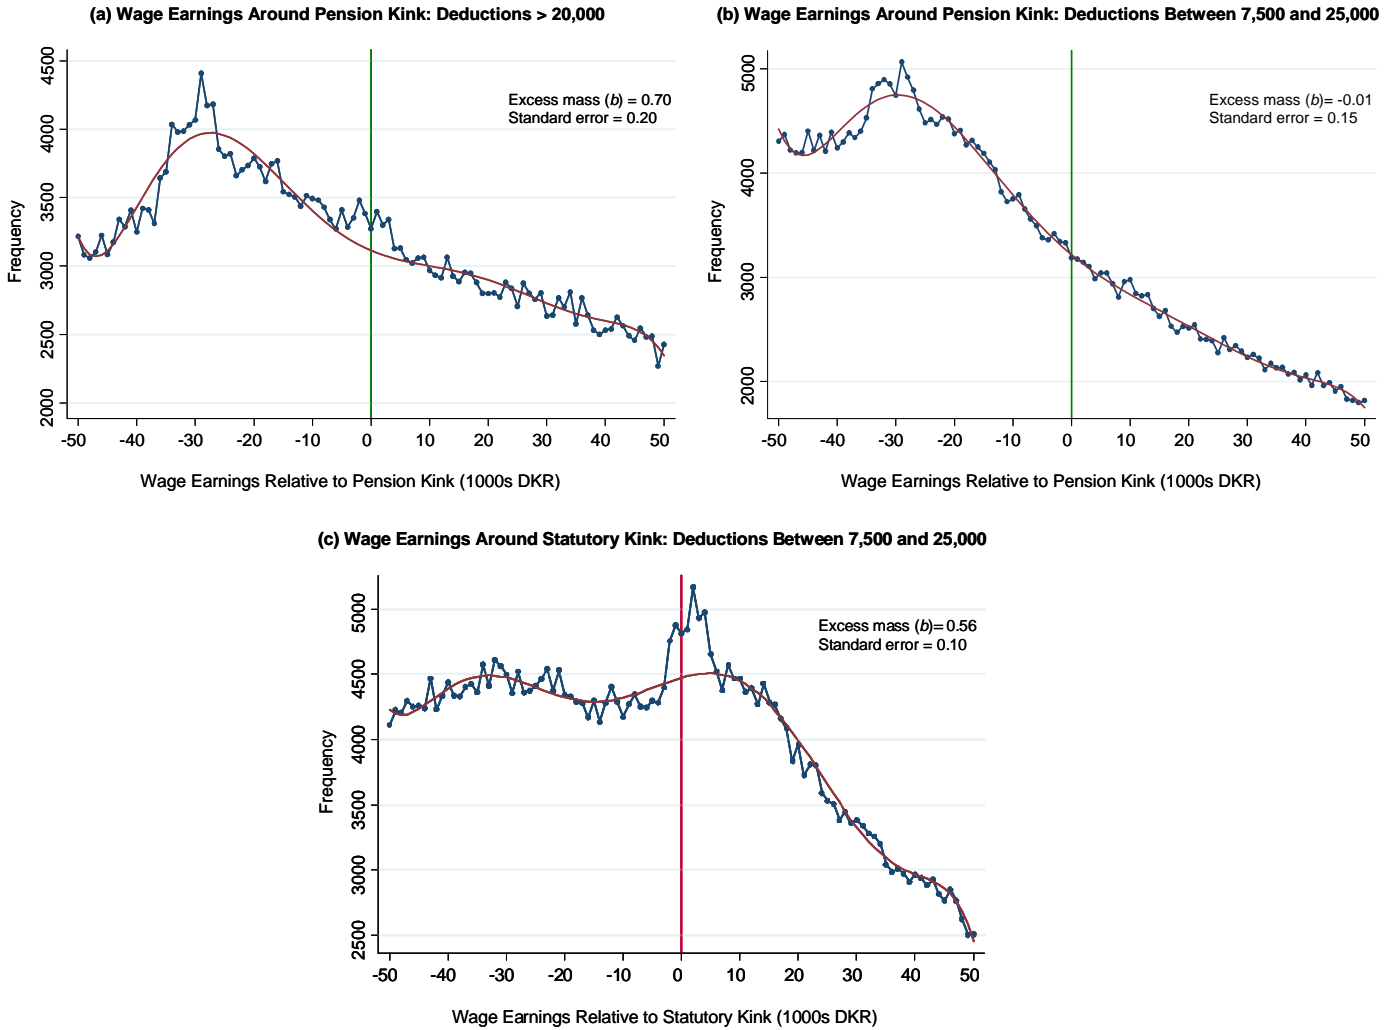 (a) Wage Earnings Around Pension Kink: Deductions > 20,000
Frequency
4500
4000
3500
3000
2500
2000
Excess mass (b) = 0.70
Standard error = 0.20
-50 -40 -30 -20 -10 0 10 20 30 40 50
Wage Earnings Relative to Pension Kink (1000s DKR)
(b) Wage Earnings Around Pension Kink: Deductions Between 7,500 and 25,000
Frequency
5000
4000
3000
2000
Excess mass (b)= -0.01
Standard error = 0.15
-50 -40 -30 -20 -10 0 10 20 30 40 50
Wage Earnings Relative to Pension Kink (1000s DKR)
(c) Wage Earnings Around Statutory Kink: Deductions Between 7,500 and 25,000
Frequency
5000
4500
4000
3500
3000
2500
Excess mass (b)= 0.56
Standard error = 0.10
-50 -40 -30 -20 -10 0 10 20 30 40 50
Wage Earnings Relative to Statutory Kink (1000s DKR)